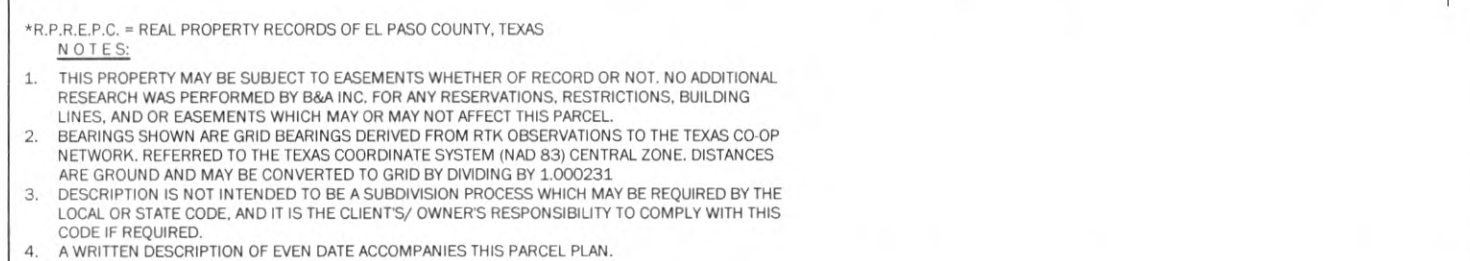 *R.P.R.E.P.C. = REAL PROPERTY RECORDS OF EL PASO COUNTY, TEXAS
NOTES:
1. THIS PROPERTY MAY BE SUBJECT TO EASEMENTS WHETHER OF RECORD OR NOT. NO ADDITIONAL
RESEARCH WAS PERFORMED BY B&A INC. FOR ANY RESERVATIONS, RESTRICTIONS, BUILDING
LINES, AND OR EASEMENTS WHICH MAY OR MAY NOT AFFECT THIS PARCEL.
2. BEARINGS SHOWN ARE GRID BEARINGS DERIVED FROM RTK OBSERVATIONS TO THE TEXAS CO-OP
NETWORK. REFERRED TO THE TEXAS COORDINATE SYSTEM (NAD 83) CENTRAL ZONE. DISTANCES
ARE GROUND AND MAY BE CONVERTED TO GRID BY DIVIDING BY 1.000231
3. DESCRIPTION IS NOT INTENDED TO BE A SUBDIVISION PROCESS WHICH MAY BE REQUIRED BY THE
LOCAL OR STATE CODE, AND IT IS THE CLIENT'S/ OWNER'S RESPONSIBILITY TO COMPLY WITH THIS
CODE IF REQUIRED.
4. A WRITTEN DESCRIPTION OF EVEN DATE ACCOMPANIES THIS PARCEL PLAN.